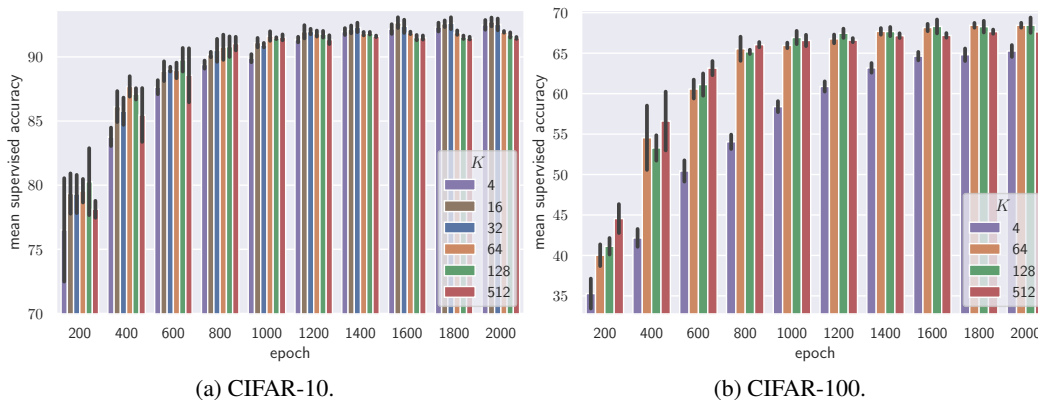 mean supervised accuracy
90
85
80
75
70
K
4
16
32
64
128
512
200 400 600 800 1000 1200 1400 1600 1800 2000
epoch
(a) CIFAR-10.
mean supervised accuracy
70
65
60
55
50
45
40
35
K
4
64
128
512
200 400 600 800 1000 1200 1400 1600 1800 2000
epoch
(b) CIFAR-100.